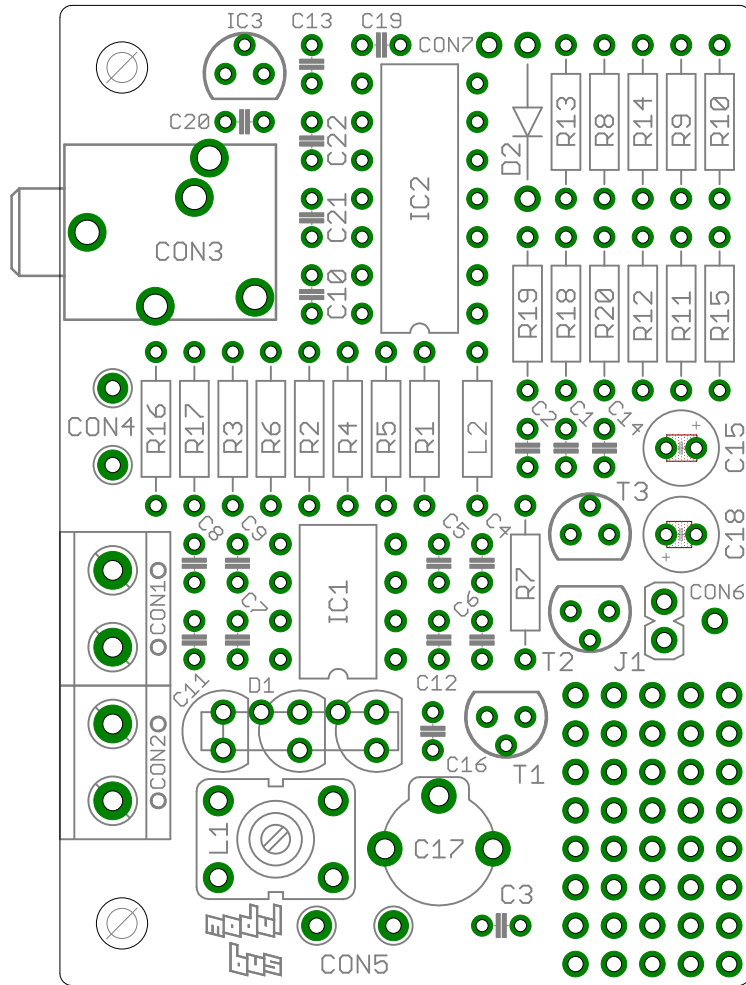 IC3
C13
C19
CON7
C20
C22
IC2
D2
R13
R8
R14
R9
R10
CON3
C21
C10
R19
R18
R20
R12
R11
R15
CON4
R16
R17
R3
R6
R2
R4
R5
R1
L2
C2
C1
C14
C15
T3
C18
C8
C9
C5
C4
CON1
C7
IC1
C6
R7
CON6
C11
D1
T2
J1
CON2
C12
C16
T1
L1
C17
model
bus
CON5
C3
+
+